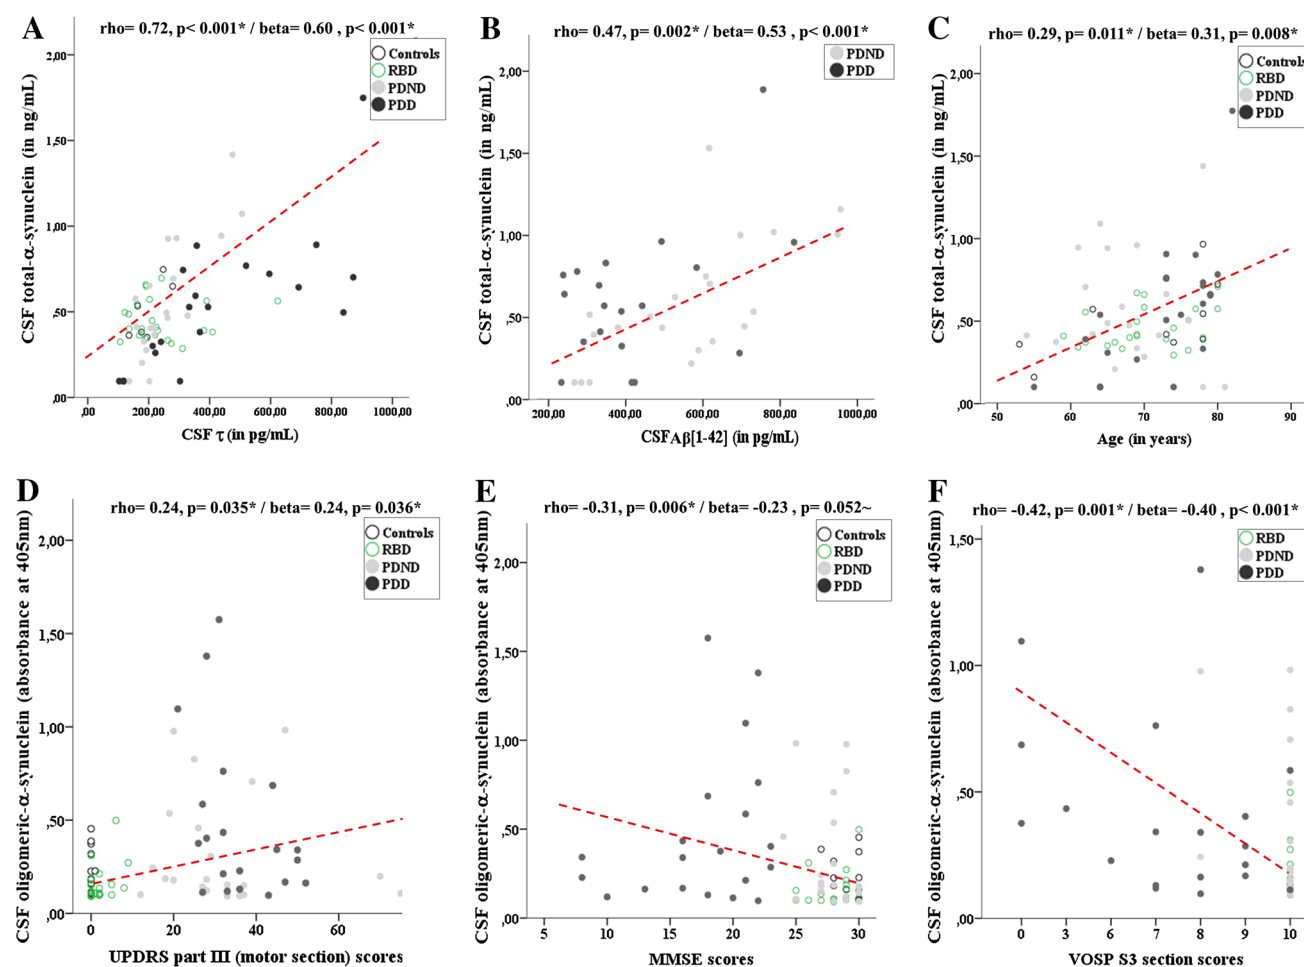 A
rho= 0.72, p< 0.001* / beta= 0.60 , p< 0.001*
CSF total-α-synuclein (in ng/mL)
2,00
1,50
1,00
,50
,00
Controls
RBD
PDND
PDD
,00 200,00 400,00 600,00 800,00 1000,00
CSF τ (in pg/mL)
B
rho= 0.47, p= 0.002* / beta= 0.53 , p< 0.001*
CSF total-α-synuclein (in ng/mL)
2,00
1,50
1,00
,50
,00
PDND
PDD
200,00 400,00 600,00 800,00 1000,00
CSF Aβ[1-42] (in pg/mL)
C
rho= 0.29, p= 0.011* / beta= 0.31, p= 0.008*
CSF total-α-synuclein (in ng/mL)
2,00
1,50
1,00
,50
,00
Controls
RBD
PDND
PDD
50 60 70 80 90
Age (in years)
D
rho= 0.24, p= 0.035* / beta= 0.24, p= 0.036*
CSF oligomeric-α-synuclein (absorbance at 405nm)
2,00
1,50
1,00
,50
,00
Controls
RBD
PDND
PDD
0 20 40 60
UPDRS part III (motor section) scores
E
rho= -0.31, p= 0.006* / beta= -0.23 , p= 0.052~
CSF oligomeric-α-synuclein (absorbance at 405nm)
2,00
1,50
1,00
,50
,00
Controls
RBD
PDND
PDD
5 10 15 20 25 30
MMSE scores
F
rho= -0.42, p= 0.001* / beta= -0.40 , p< 0.001*
CSF oligomeric-α-synuclein (absorbance at 405nm)
1,50
1,00
,50
,00
RBD
PDND
PDD
0 3 6 7 8 9 10
VOSP S3 section scores